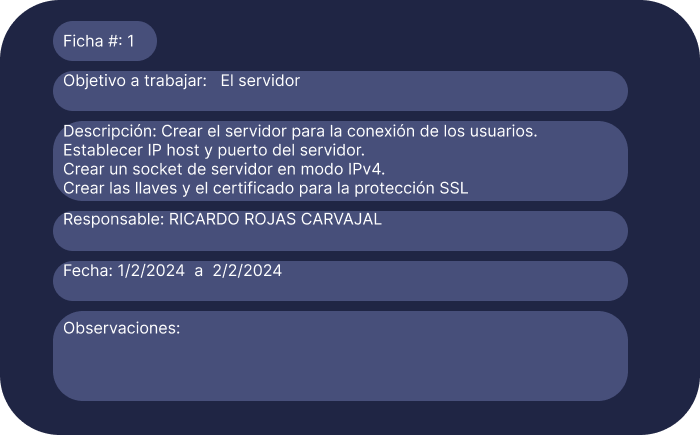 Ficha #: 1
Objetivo a trabajar: El servidor
Descripción: Crear el servidor para la conexión de los usuarios.
Establecer IP host y puerto del servidor.
Crear un socket de servidor en modo IPv4.
Crear las llaves y el certificado para la protección SSL
Responsable: RICARDO ROJAS CARVAJAL
Fecha: 1/2/2024 a 2/2/2024
Observaciones: